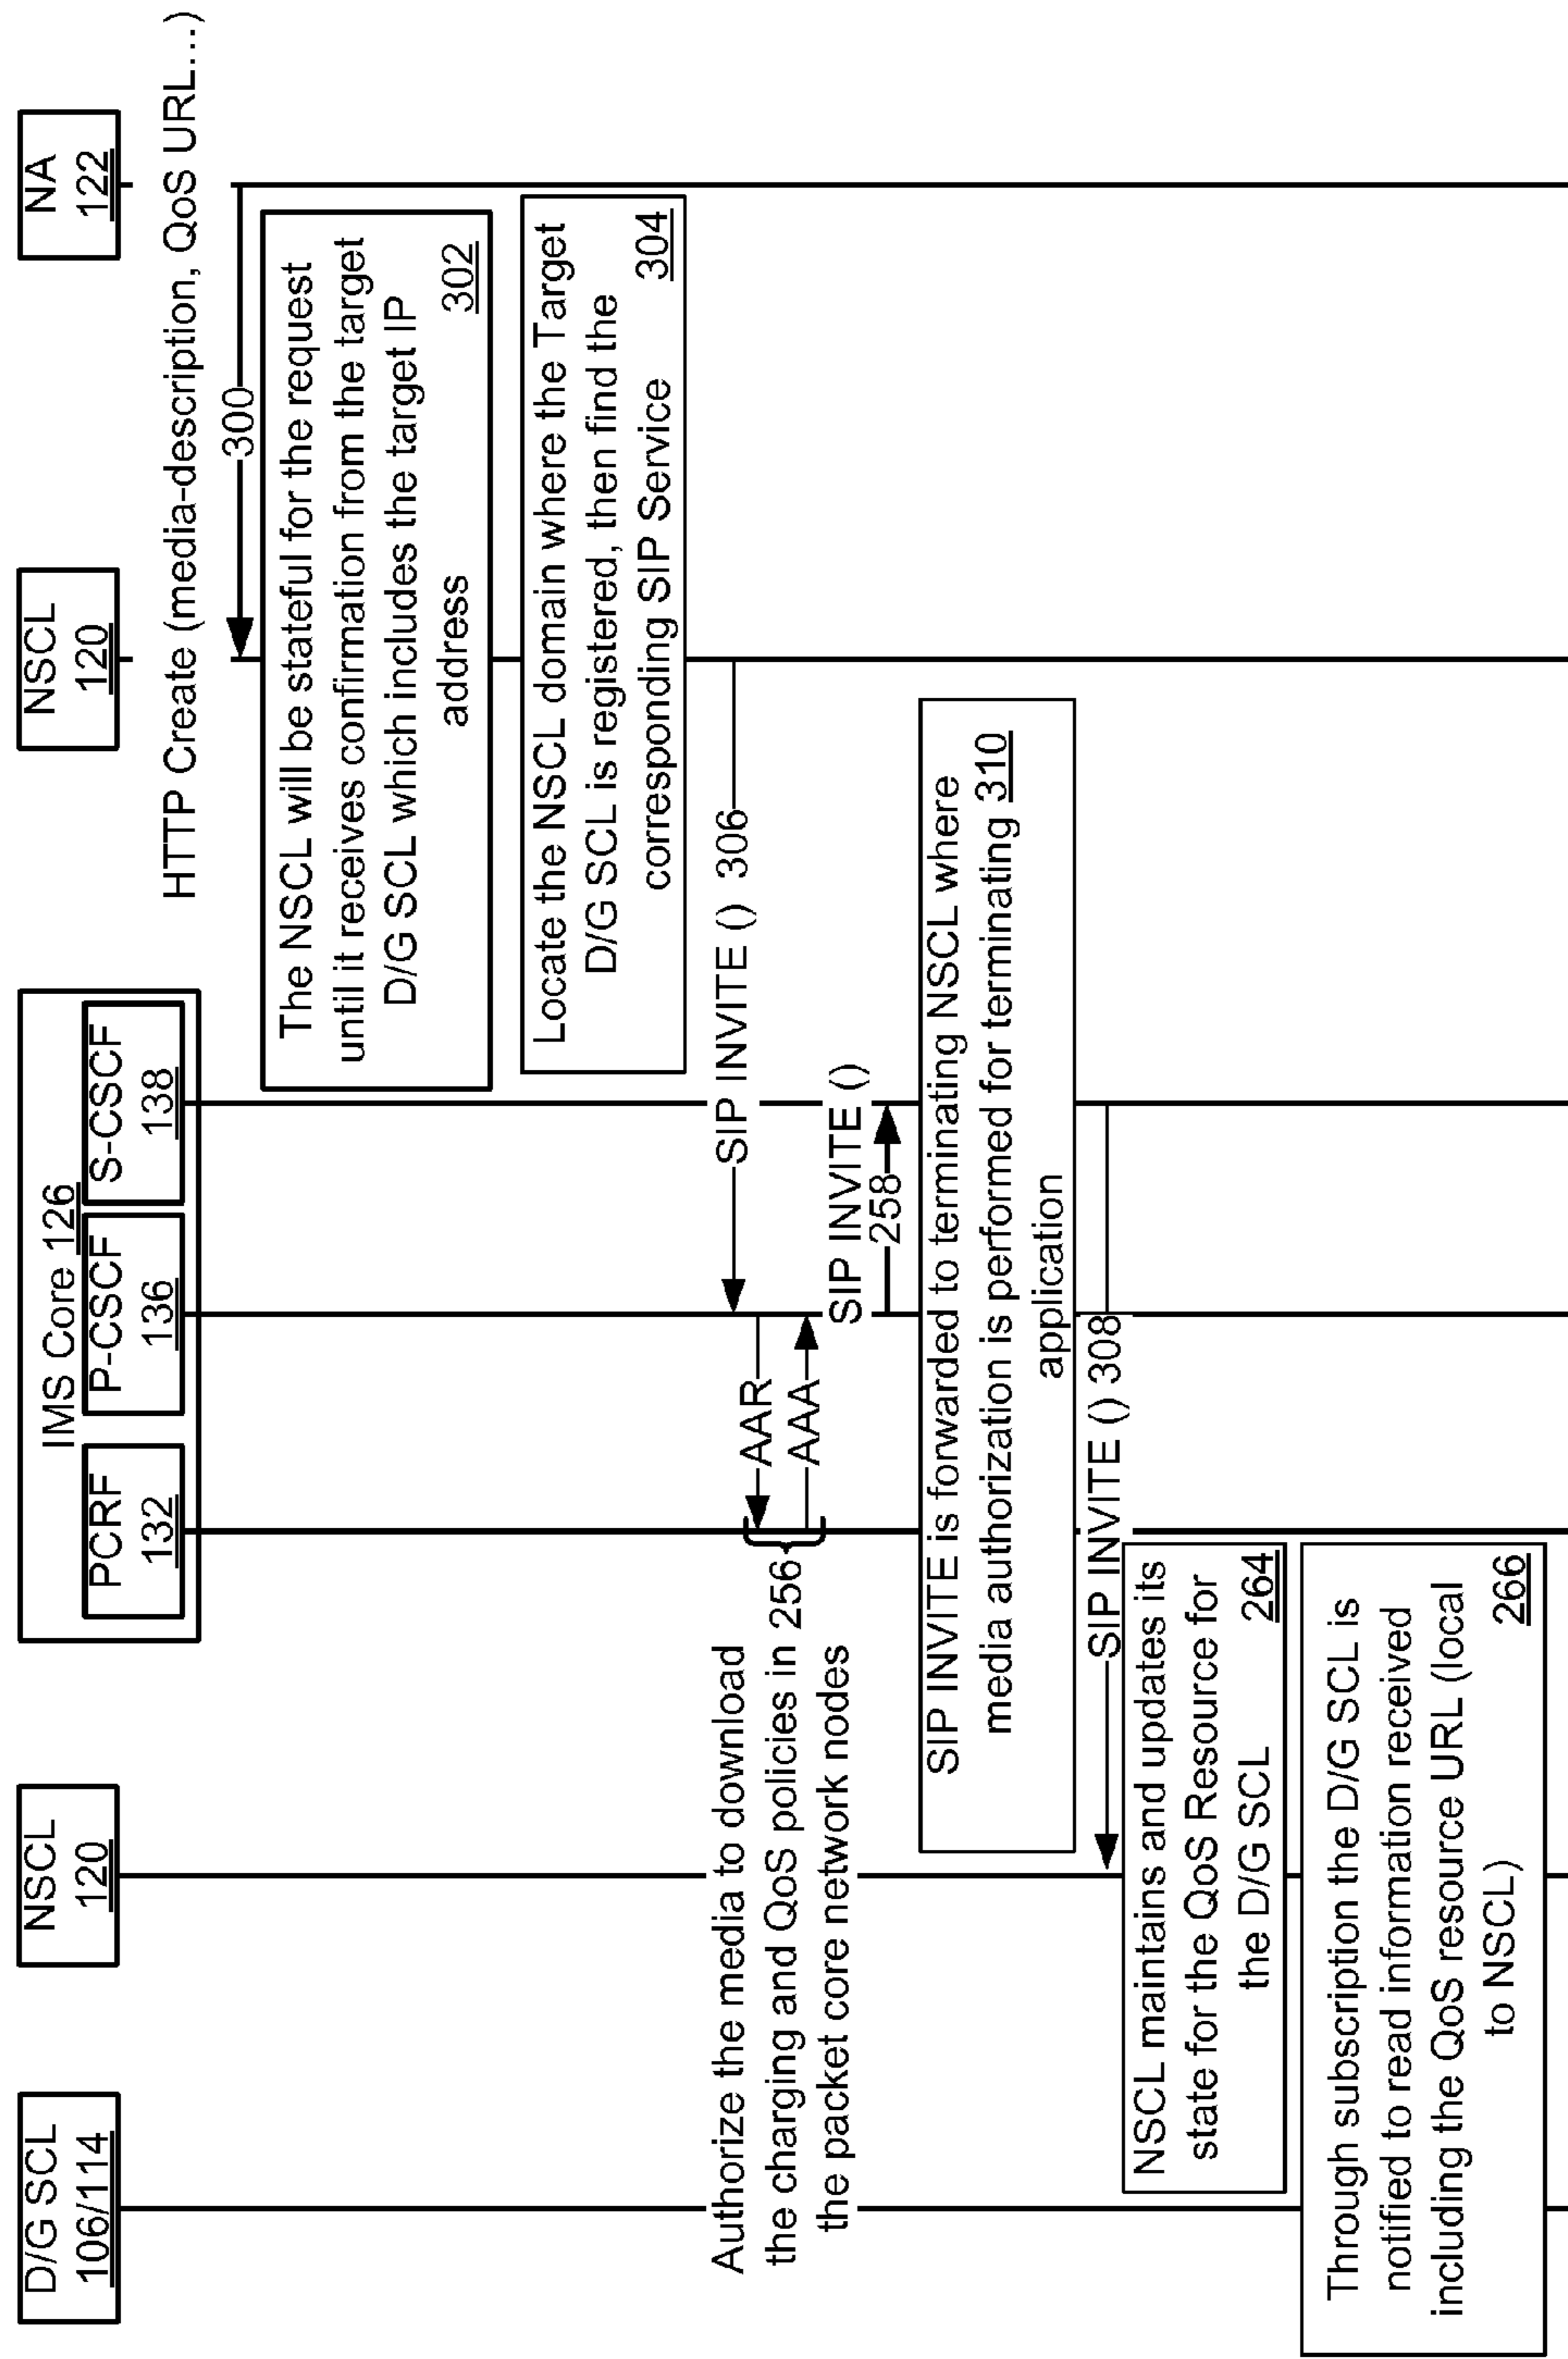 D/G SCL
106/114
NSCL
120
IMS Core 126
PCRF
132
P-CSCF
136
S-CSCF
138
NSCL
120
NA
122
HTTP Create (media-description, QoS URL...)
300
The NSCL will be stateful for the request
until it receives confirmation from the target
D/G SCL which includes the target IP
address
302
Locate the NSCL domain where the Target
D/G SCL is registered, then find the
corresponding SIP Service
304
SIP INVITE () 306
Authorize the media to download
the charging and QoS policies in 256
the packet core network nodes
AAR
AAA
SIP INVITE ()
258
SIP INVITE is forwarded to terminating NSCL where
media authorization is performed for terminating 310
application
SIP INVITE () 308
NSCL maintains and updates its
state for the QoS Resource for
the D/G SCL
264
Through subscription the D/G SCL is
notified to read information received
including the QoS resource URL (local
to NSCL)
266